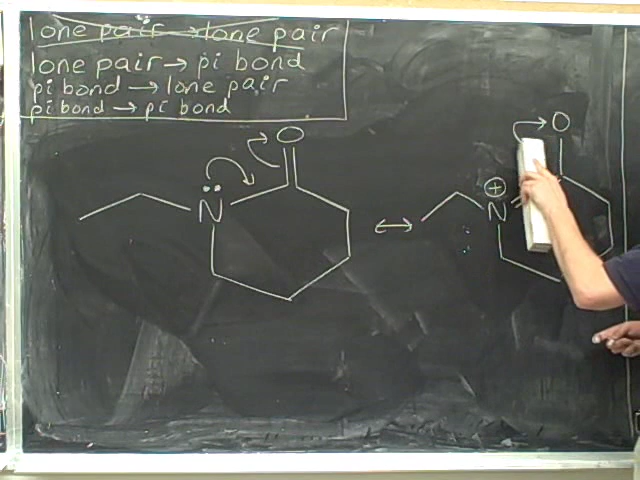 lone pair → lone pair
lone pair → pi bond
pi bond → lone pair
pi bond → pi bond
O
O
N
⊕
N